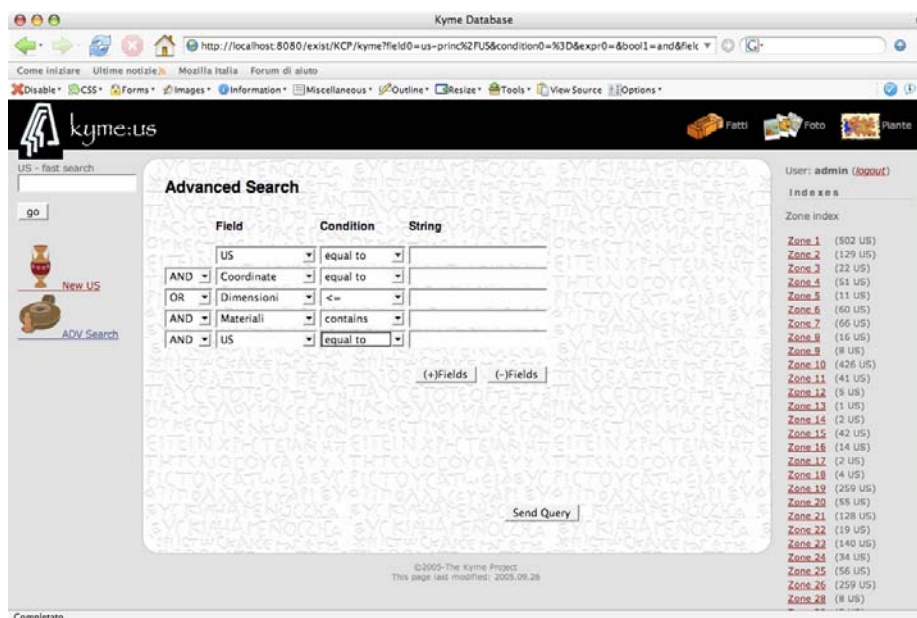 Kyme Database
http://localhost:8080/exist/KCP/kyme?field0=us-princ%2FUS&condition0=%3D&expr0=&bool1=and&fielc
Come iniziare Ultime notizie Mozilla Italia Forum di aiuto
Disable CSS Forms Images Information Miscellaneous Outline Resize Tools View Source Options
kyme:us
Fatti Foto Piante
US - fast search
go
New US
ADV Search
Advanced Search
Field Condition String
US equal to
AND Coordinate equal to
OR Dimensioni <=
AND Materiali contains
AND US equal to
(+)Fields (-)Fields
Send Query
©2005-The Kyme Project
This page last modified: 2005.09.26
User: admin (logout)
Indexes
Zone index
Zone 1 (502 US)
Zone 2 (129 US)
Zone 3 (22 US)
Zone 4 (51 US)
Zone 5 (11 US)
Zone 6 (60 US)
Zone 7 (66 US)
Zone 8 (16 US)
Zone 9 (8 US)
Zone 10 (426 US)
Zone 11 (41 US)
Zone 12 (5 US)
Zone 13 (1 US)
Zone 14 (2 US)
Zone 15 (42 US)
Zone 16 (14 US)
Zone 17 (2 US)
Zone 18 (4 US)
Zone 19 (259 US)
Zone 20 (55 US)
Zone 21 (128 US)
Zone 22 (19 US)
Zone 23 (140 US)
Zone 24 (34 US)
Zone 25 (56 US)
Zone 26 (259 US)
Zone 28 (8 US)
Completato